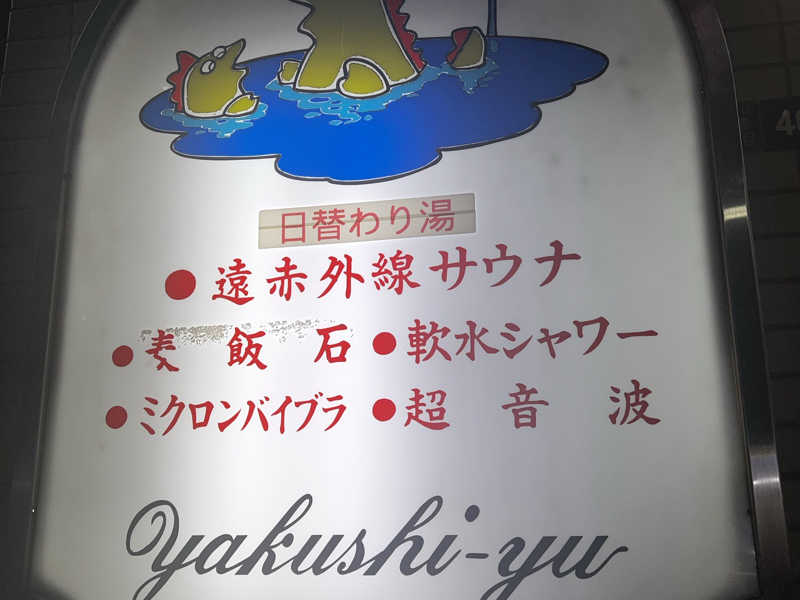 日替わり湯
●遠赤外線サウナ
●麦飯石 ●軟水シャワー
●ミクロンバイブラ ●超音波
yakushi-yu